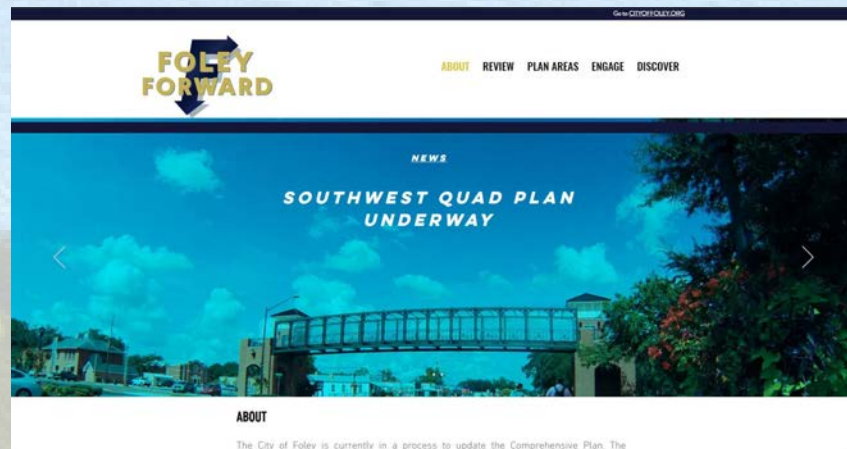 Go to CITYOFFOLEY.ORG
FOLEY
FORWARD
ABOUT REVIEW PLAN AREAS ENGAGE DISCOVER
NEWS
SOUTHWEST QUAD PLAN
UNDERWAY
ABOUT
The City of Foley is currently in a process to update the Comprehensive Plan. The